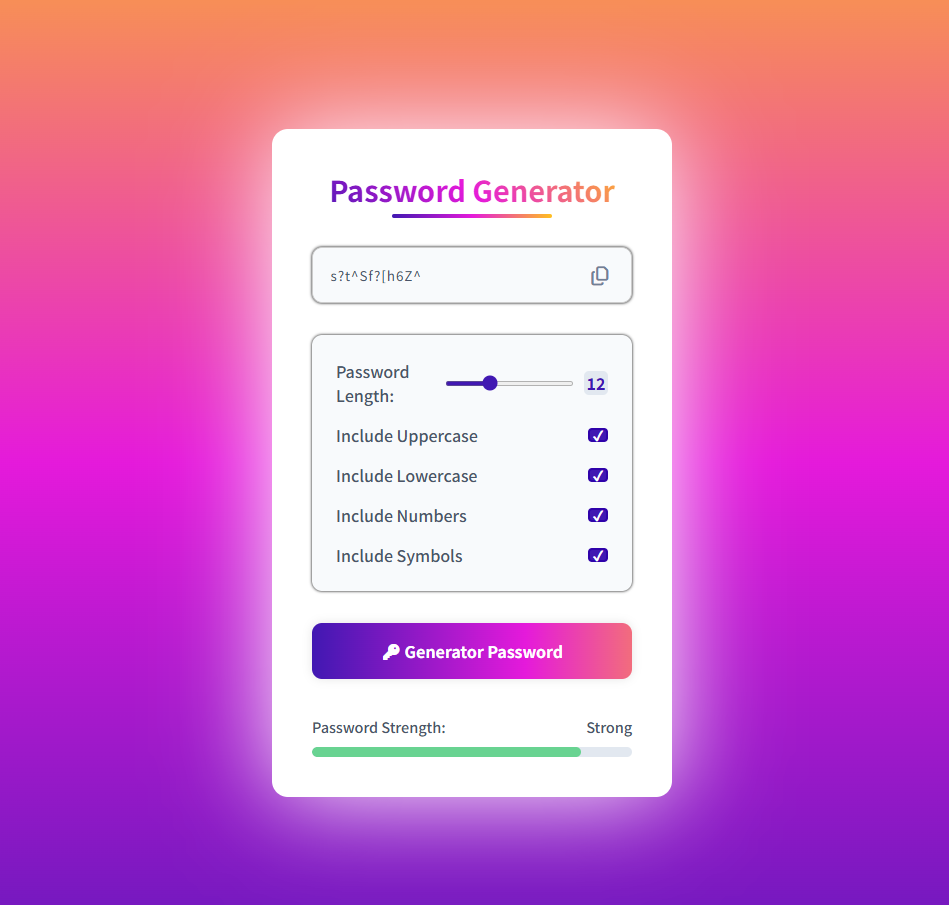 Password Generator
s?t^Sf?[h6Z^
Password
Length:
12
Include Uppercase
Include Lowercase
Include Numbers
Include Symbols
Generator Password
Password Strength: Strong